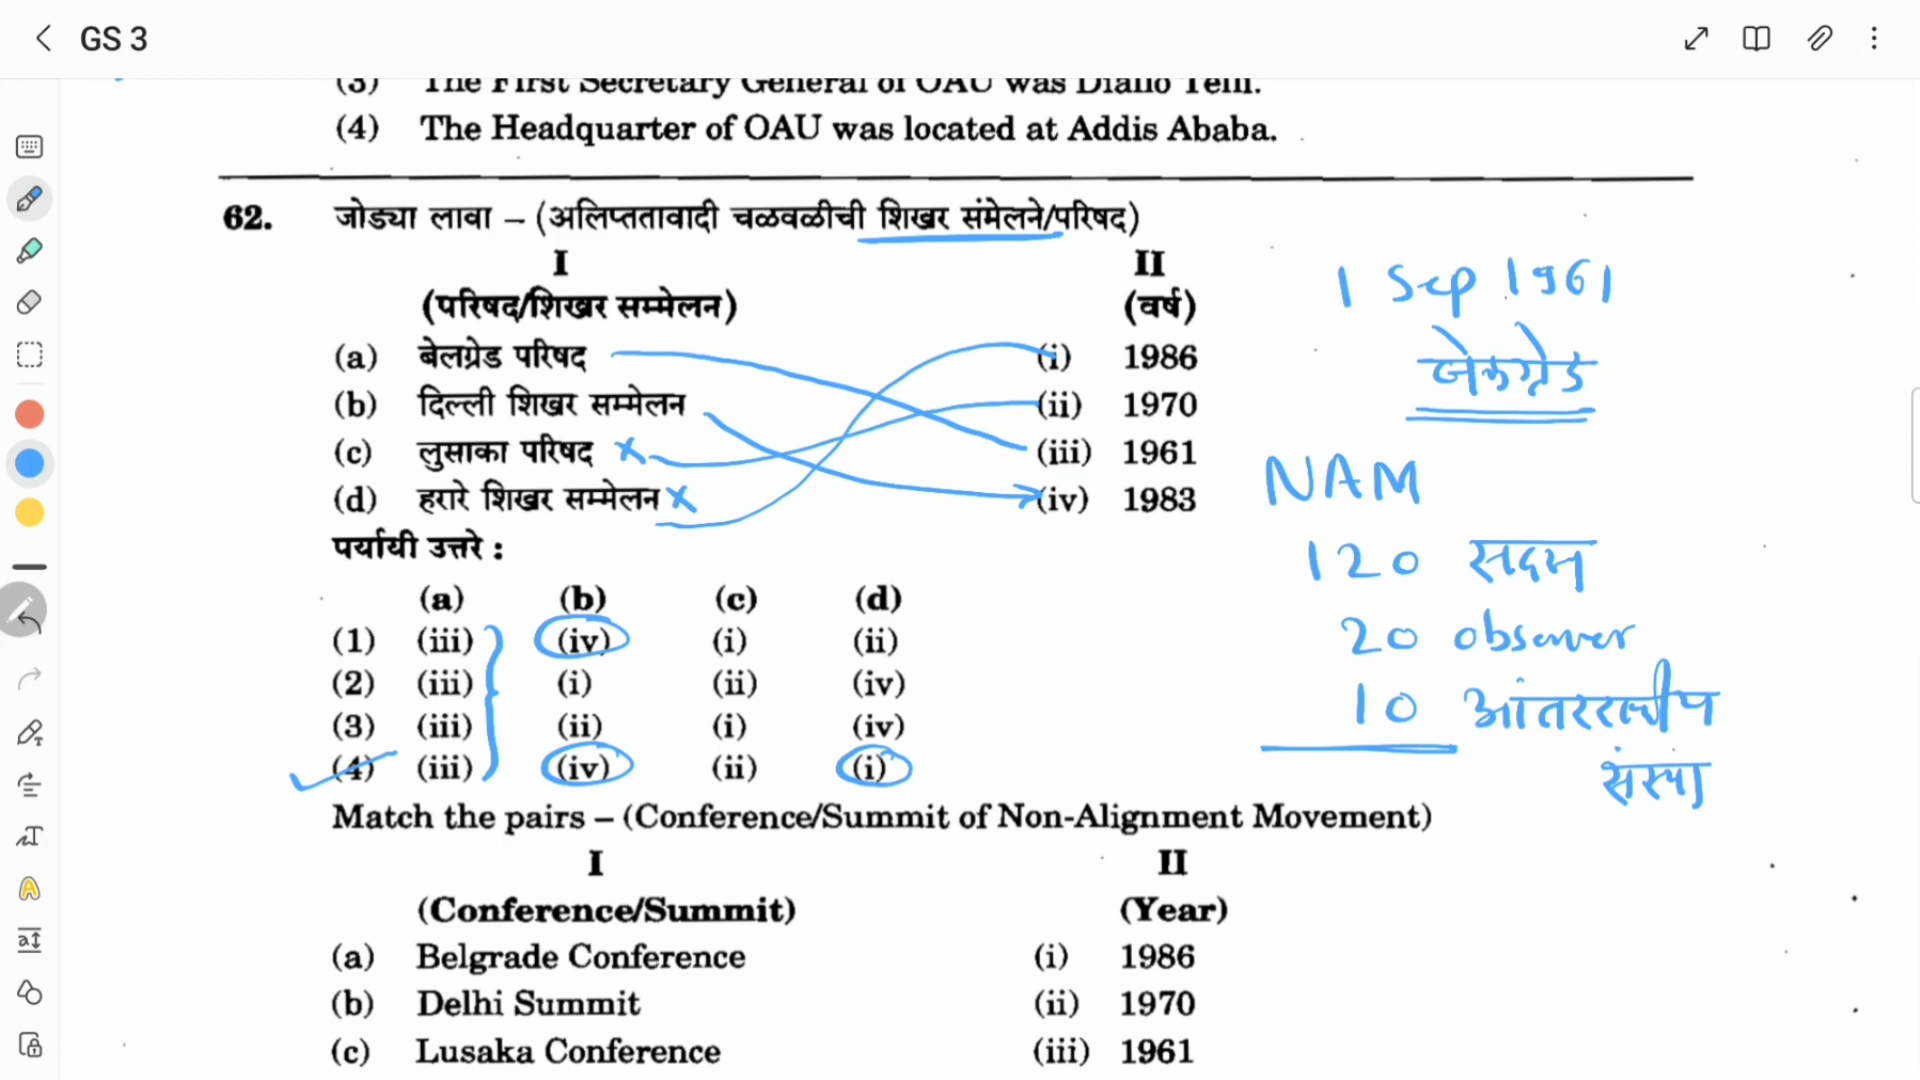 GS 3
(3) The First Secretary General of OAU was Diallo Telli.
(4) The Headquarter of OAU was located at Addis Ababa.
62. जोड्या लावा – (अलिप्ततावादी चळवळीची शिखर संमेलने/परिषद)
I II
(परिषद/शिखर सम्मेलन) (वर्ष)
(a) बेलग्रेड परिषद (i) 1986
(b) दिल्ली शिखर सम्मेलन (ii) 1970
(c) लुसाका परिषद (iii) 1961
(d) हरारे शिखर सम्मेलन (iv) 1983
पर्यायी उत्तरे :
(a) (b) (c) (d)
(1) (iii) (iv) (i) (ii)
(2) (iii) (i) (ii) (iv)
(3) (iii) (ii) (i) (iv)
(4) (iii) (iv) (ii) (i)
1 Sep 1961
बेलग्रेड
NAM
120 सदस्य
20 observer
10 आंतरराष्ट्रीय
संस्था
Match the pairs – (Conference/Summit of Non-Alignment Movement)
I II
(Conference/Summit) (Year)
(a) Belgrade Conference (i) 1986
(b) Delhi Summit (ii) 1970
(c) Lusaka Conference (iii) 1961